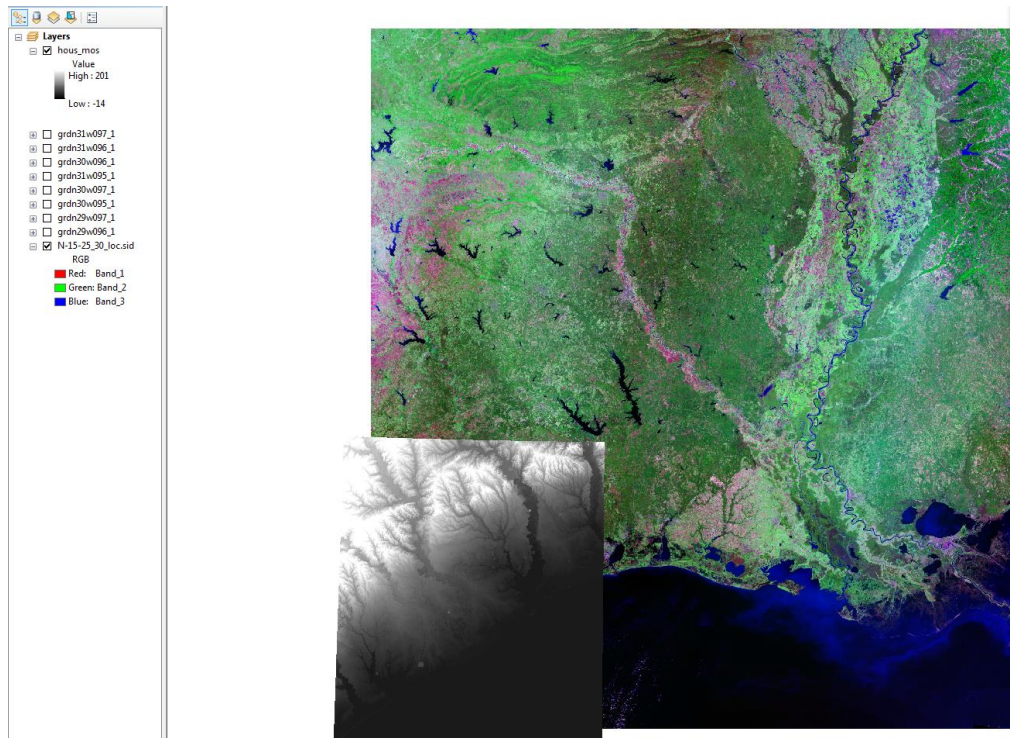 Layers
hous_mos
Value
High : 201
Low : -14
grdn31w097_1
grdn31w096_1
grdn30w096_1
grdn31w095_1
grdn30w097_1
grdn30w095_1
grdn29w097_1
grdn29w096_1
N-15-25_30_loc.sid
RGB
Red: Band_1
Green: Band_2
Blue: Band_3